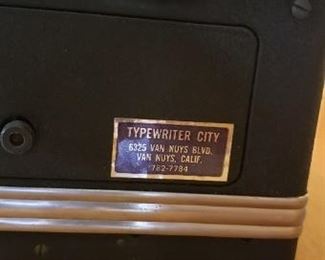 TYPEWRITER CITY
6325 VAN NUYS BLVD.
VAN NUYS, CALIF.
782-7784